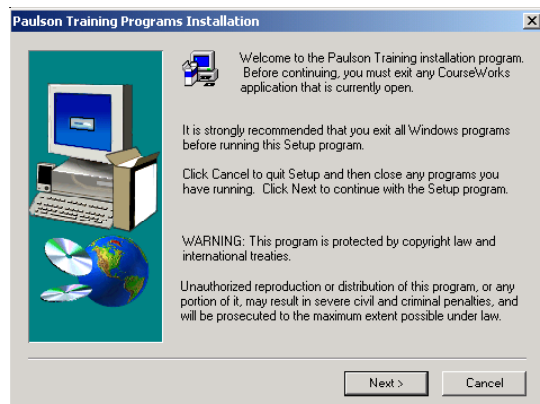 Paulson Training Programs Installation
Welcome to the Paulson Training installation program.
Before continuing, you must exit any CourseWorks
application that is currently open.
It is strongly recommended that you exit all Windows programs
before running this Setup program.
Click Cancel to quit Setup and then close any programs you
have running. Click Next to continue with the Setup program.
WARNING: This program is protected by copyright law and
international treaties.
Unauthorized reproduction or distribution of this program, or any
portion of it, may result in severe civil and criminal penalties, and
will be prosecuted to the maximum extent possible under law.
Next >
Cancel